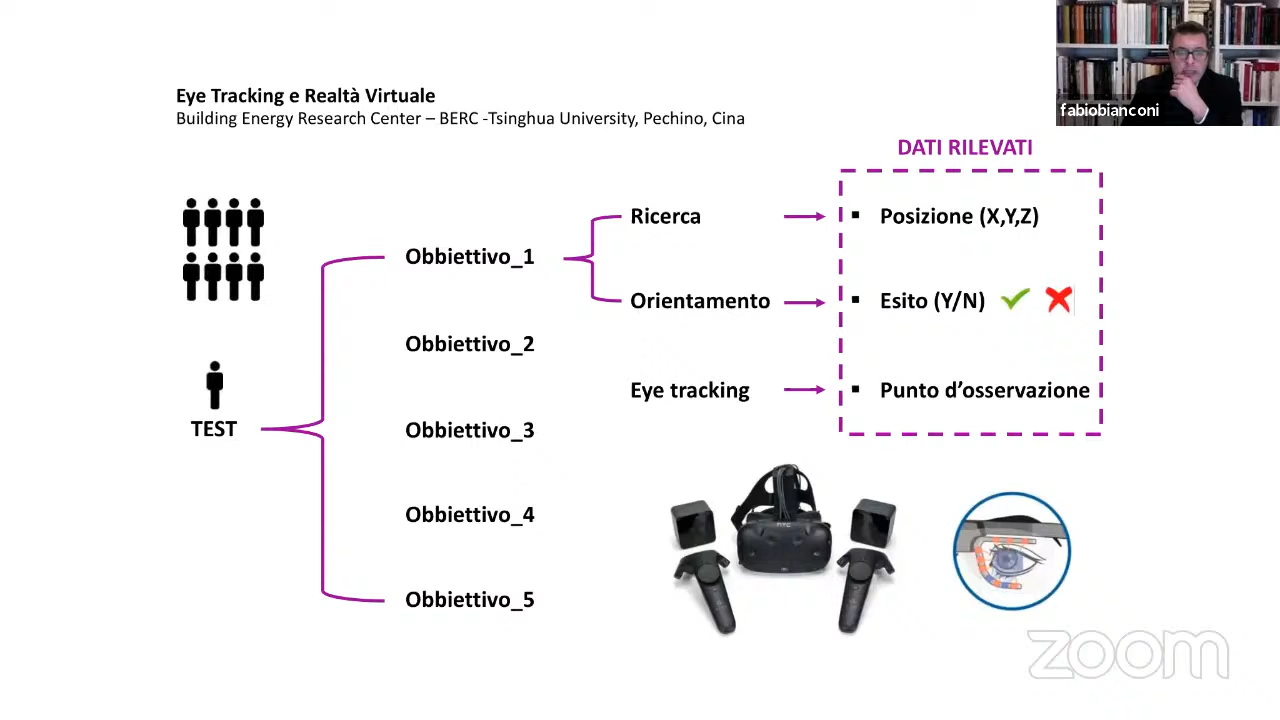 Eye Tracking e Realtà Virtuale
Building Energy Research Center – BERC -Tsinghua University, Pechino, Cina
fabiobianconi
DATI RILEVATI
Ricerca
▪ Posizione (X,Y,Z)
Obbiettivo_1
Orientamento
▪ Esito (Y/N)
Obbiettivo_2
Eye tracking
▪ Punto d'osservazione
TEST
Obbiettivo_3
Obbiettivo_4
Obbiettivo_5
hTC
zoom